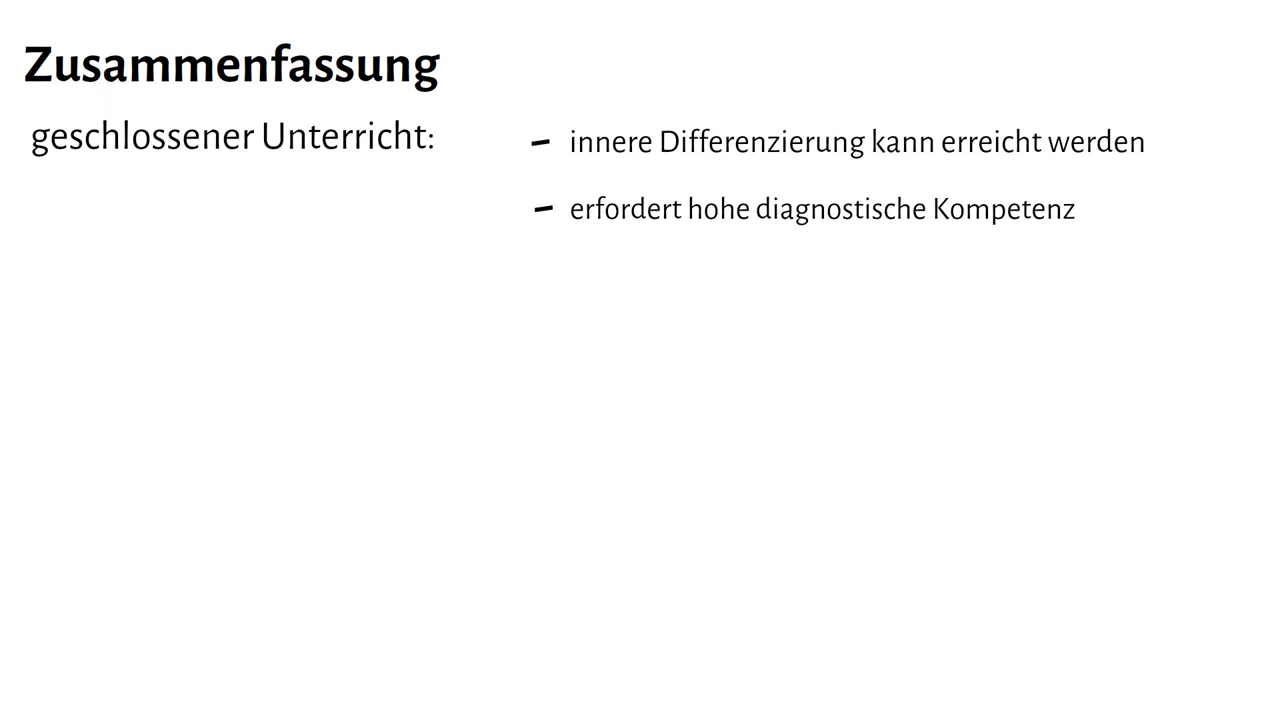 Zusammenfassung
geschlossener Unterricht:
– innere Differenzierung kann erreicht werden
– erfordert hohe diagnostische Kompetenz